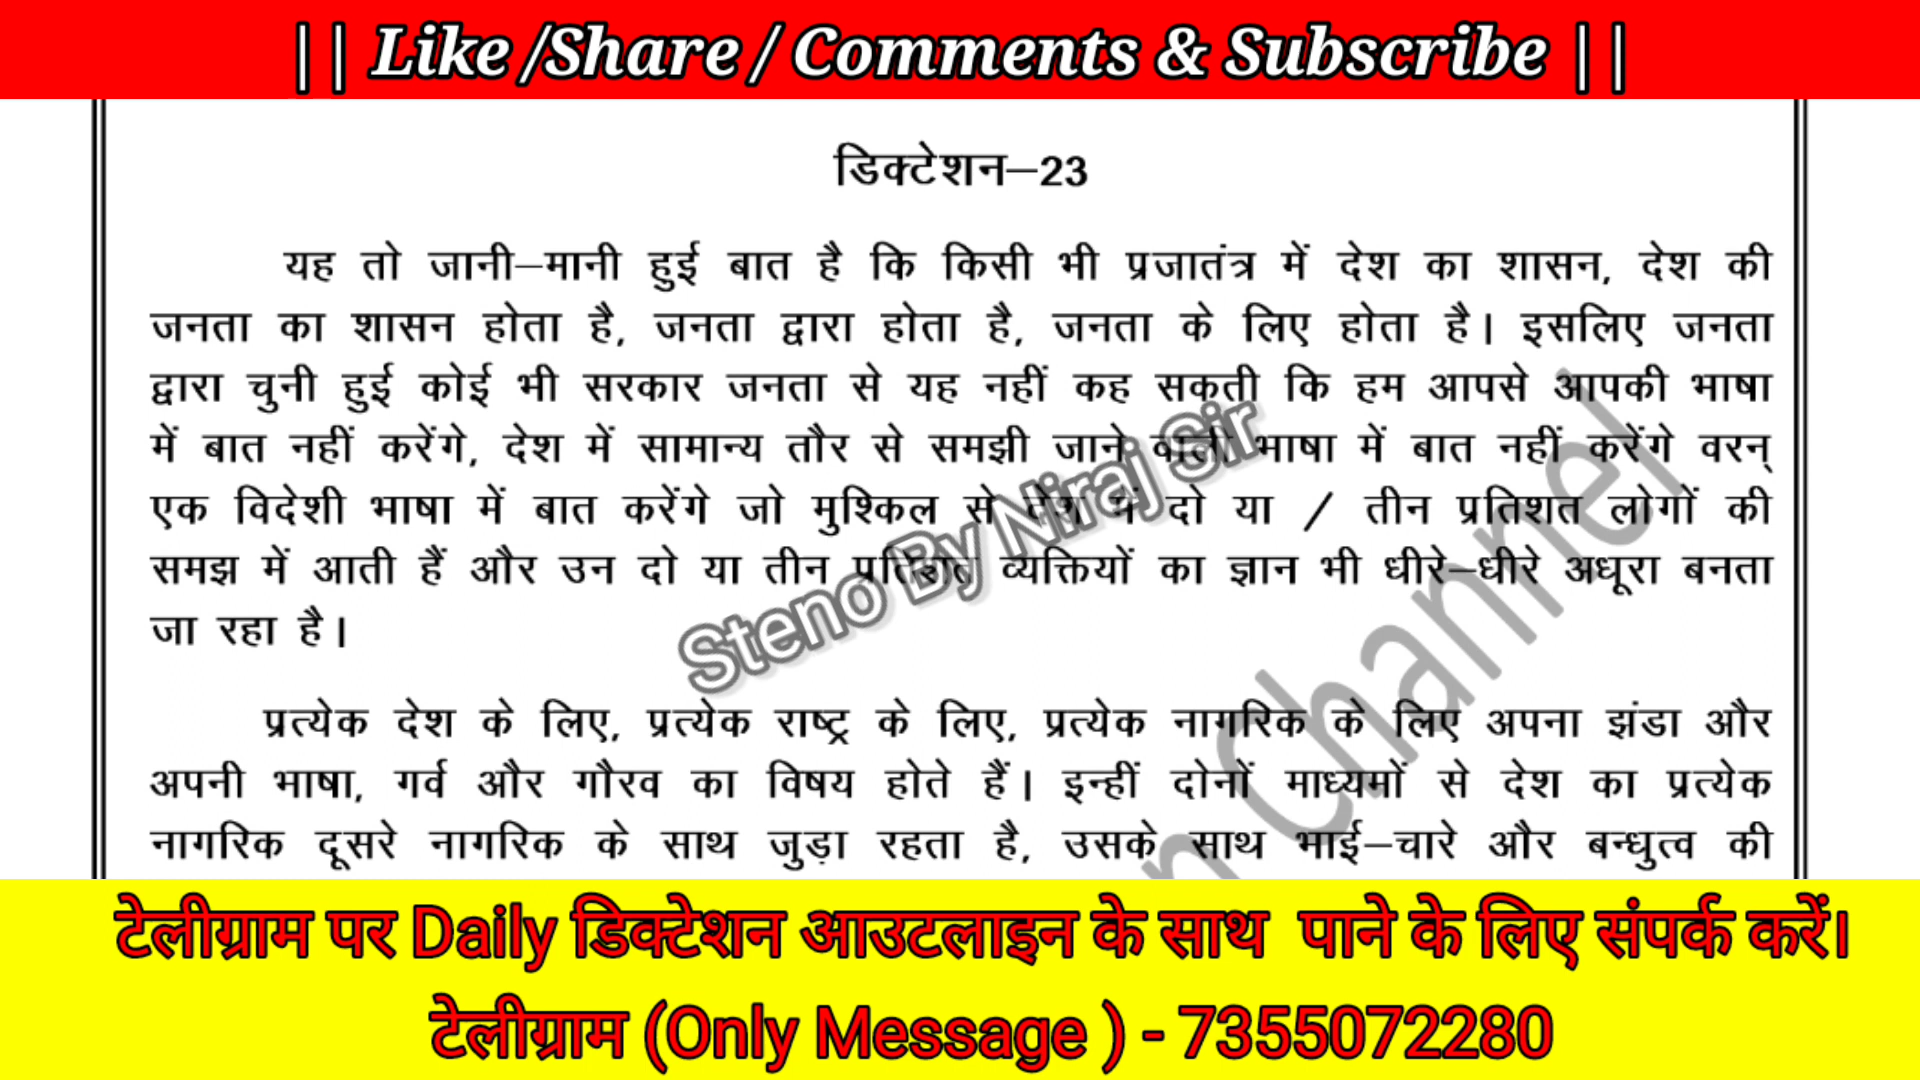 || Like /Share / Comments & Subscribe ||
डिक्टेशन–23
यह तो जानी–मानी हुई बात है कि किसी भी प्रजातंत्र में देश का शासन, देश की
जनता का शासन होता है, जनता द्वारा होता है, जनता के लिए होता है। इसलिए जनता
द्वारा चुनी हुई कोई भी सरकार जनता से यह नहीं कह सकती कि हम आपसे आपकी भाषा
में बात नहीं करेंगे, देश में सामान्य तौर से समझी जाने वाली भाषा में बात नहीं करेंगे वरन्
एक विदेशी भाषा में बात करेंगे जो मुश्किल से देश में दो या / तीन प्रतिशत लोगों की
समझ में आती हैं और उन दो या तीन प्रतिशत व्यक्तियों का ज्ञान भी धीरे–धीरे अधूरा बनता
जा रहा है।
Steno By Niraj Sir
प्रत्येक देश के लिए, प्रत्येक राष्ट्र के लिए, प्रत्येक नागरिक के लिए अपना झंडा और
अपनी भाषा, गर्व और गौरव का विषय होते हैं। इन्हीं दोनों माध्यमों से देश का प्रत्येक
नागरिक दूसरे नागरिक के साथ जुड़ा रहता है, उसके साथ भाई–चारे और बन्धुत्व की
Channel
टेलीग्राम पर Daily डिक्टेशन आउटलाइन के साथ पाने के लिए संपर्क करें।
टेलीग्राम (Only Message ) - 7355072280